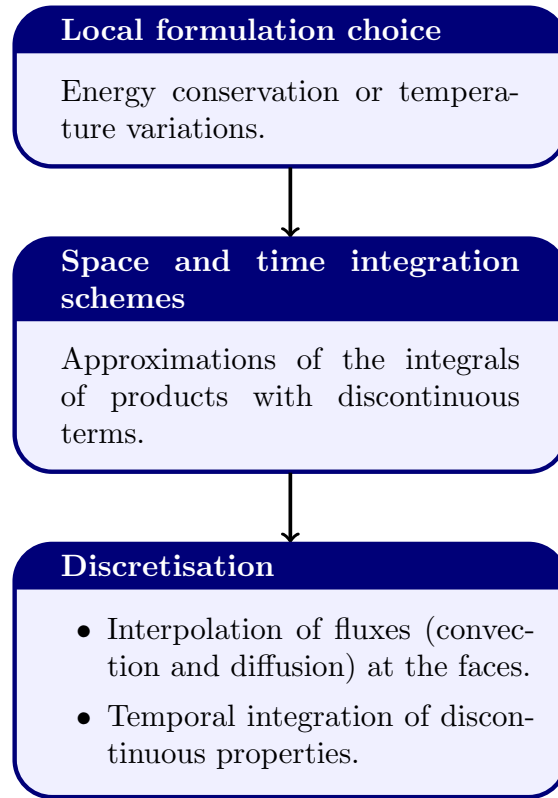 Local formulation choice
Energy conservation or tempera-
ture variations.
Space and time integration
schemes
Approximations of the integrals
of products with discontinuous
terms.
Discretisation
• Interpolation of fluxes (convec-
tion and diffusion) at the faces.
• Temporal integration of discon-
tinuous properties.